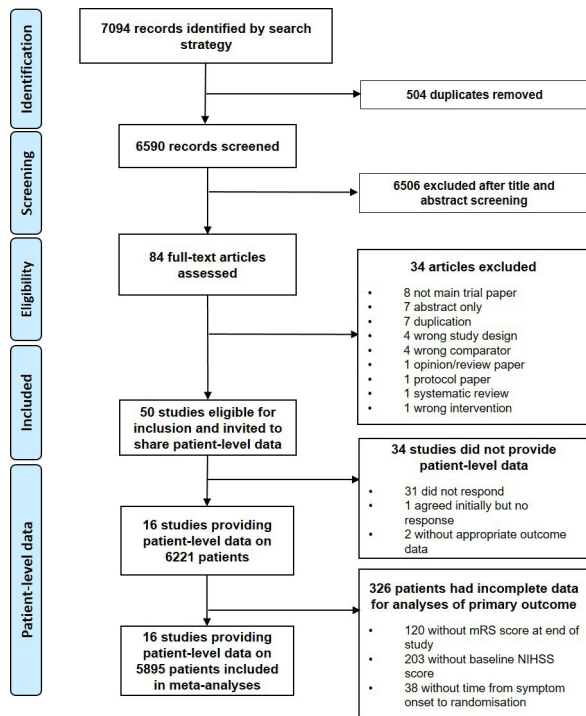 Identification
7094 records identified by search
strategy
504 duplicates removed
Screening
6590 records screened
6506 excluded after title and
abstract screening
Eligibility
84 full-text articles
assessed
34 articles excluded
• 8 not main trial paper
• 7 abstract only
• 7 duplication
• 4 wrong study design
• 4 wrong comparator
• 1 opinion/review paper
• 1 protocol paper
• 1 systematic review
• 1 wrong intervention
Included
50 studies eligible for
inclusion and invited to
share patient-level data
34 studies did not provide
patient-level data
• 31 did not respond
• 1 agreed initially but no
response
• 2 without appropriate outcome
data
Patient-level data
16 studies providing
patient-level data on
6221 patients
326 patients had incomplete data
for analyses of primary outcome
• 120 without mRS score at end of
study
• 203 without baseline NIHSS
score
• 38 without time from symptom
onset to randomisation
16 studies providing
patient-level data on
5895 patients included
in meta-analyses